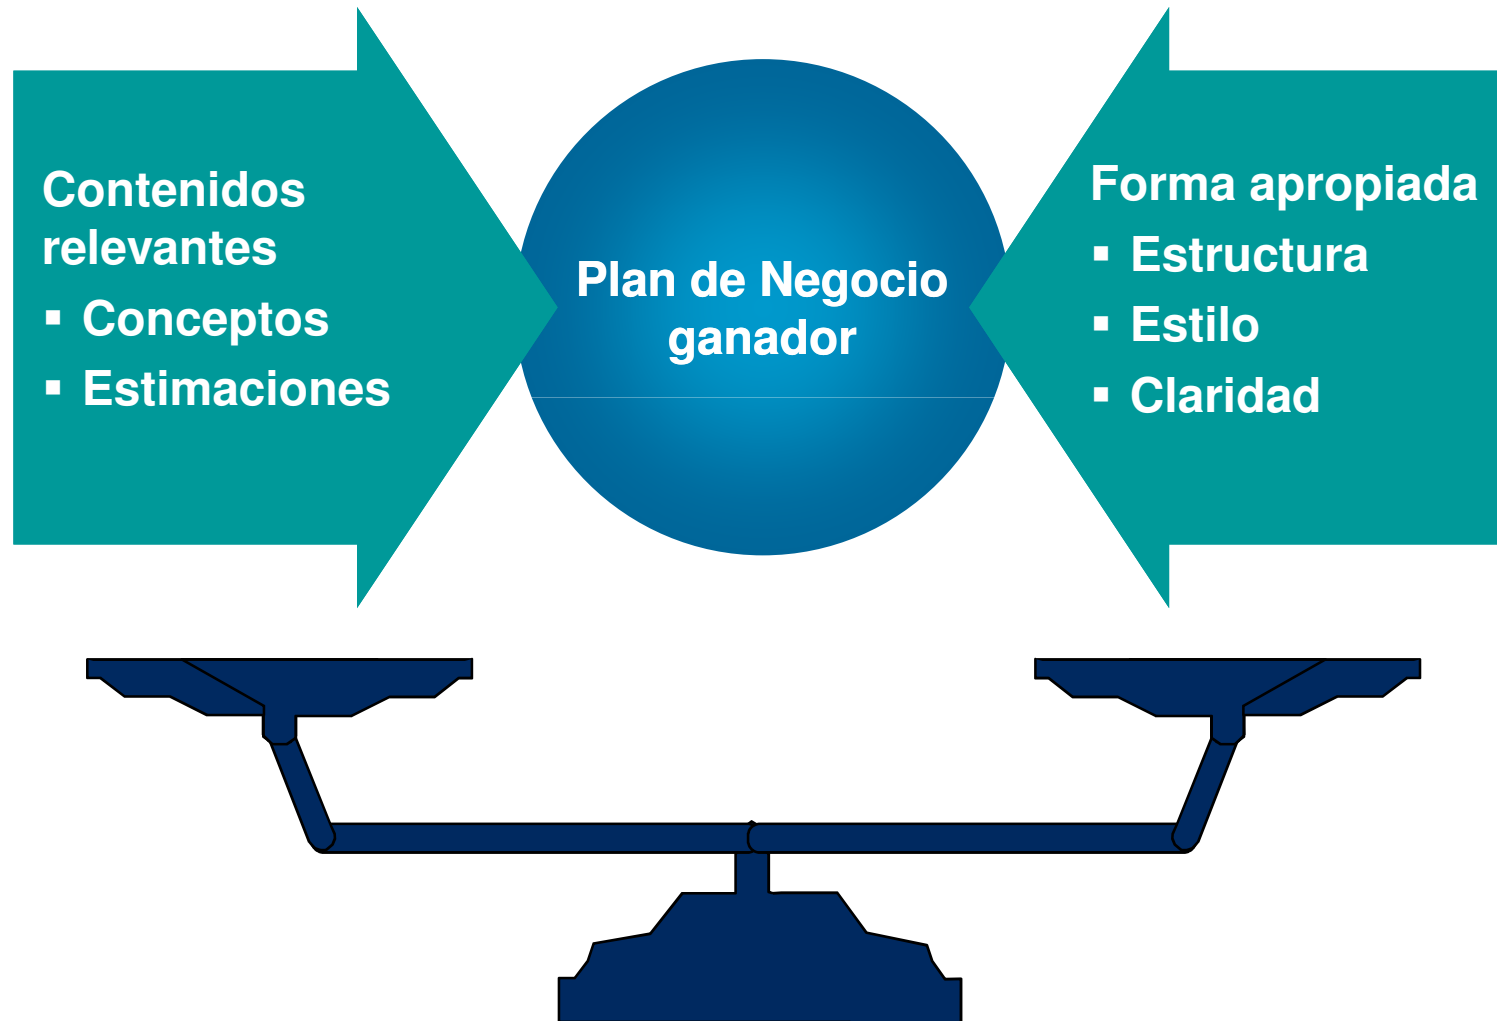 Contenidos
relevantes
▪ Conceptos
▪ Estimaciones
Plan de Negocio
ganador
Forma apropiada
▪ Estructura
▪ Estilo
▪ Claridad